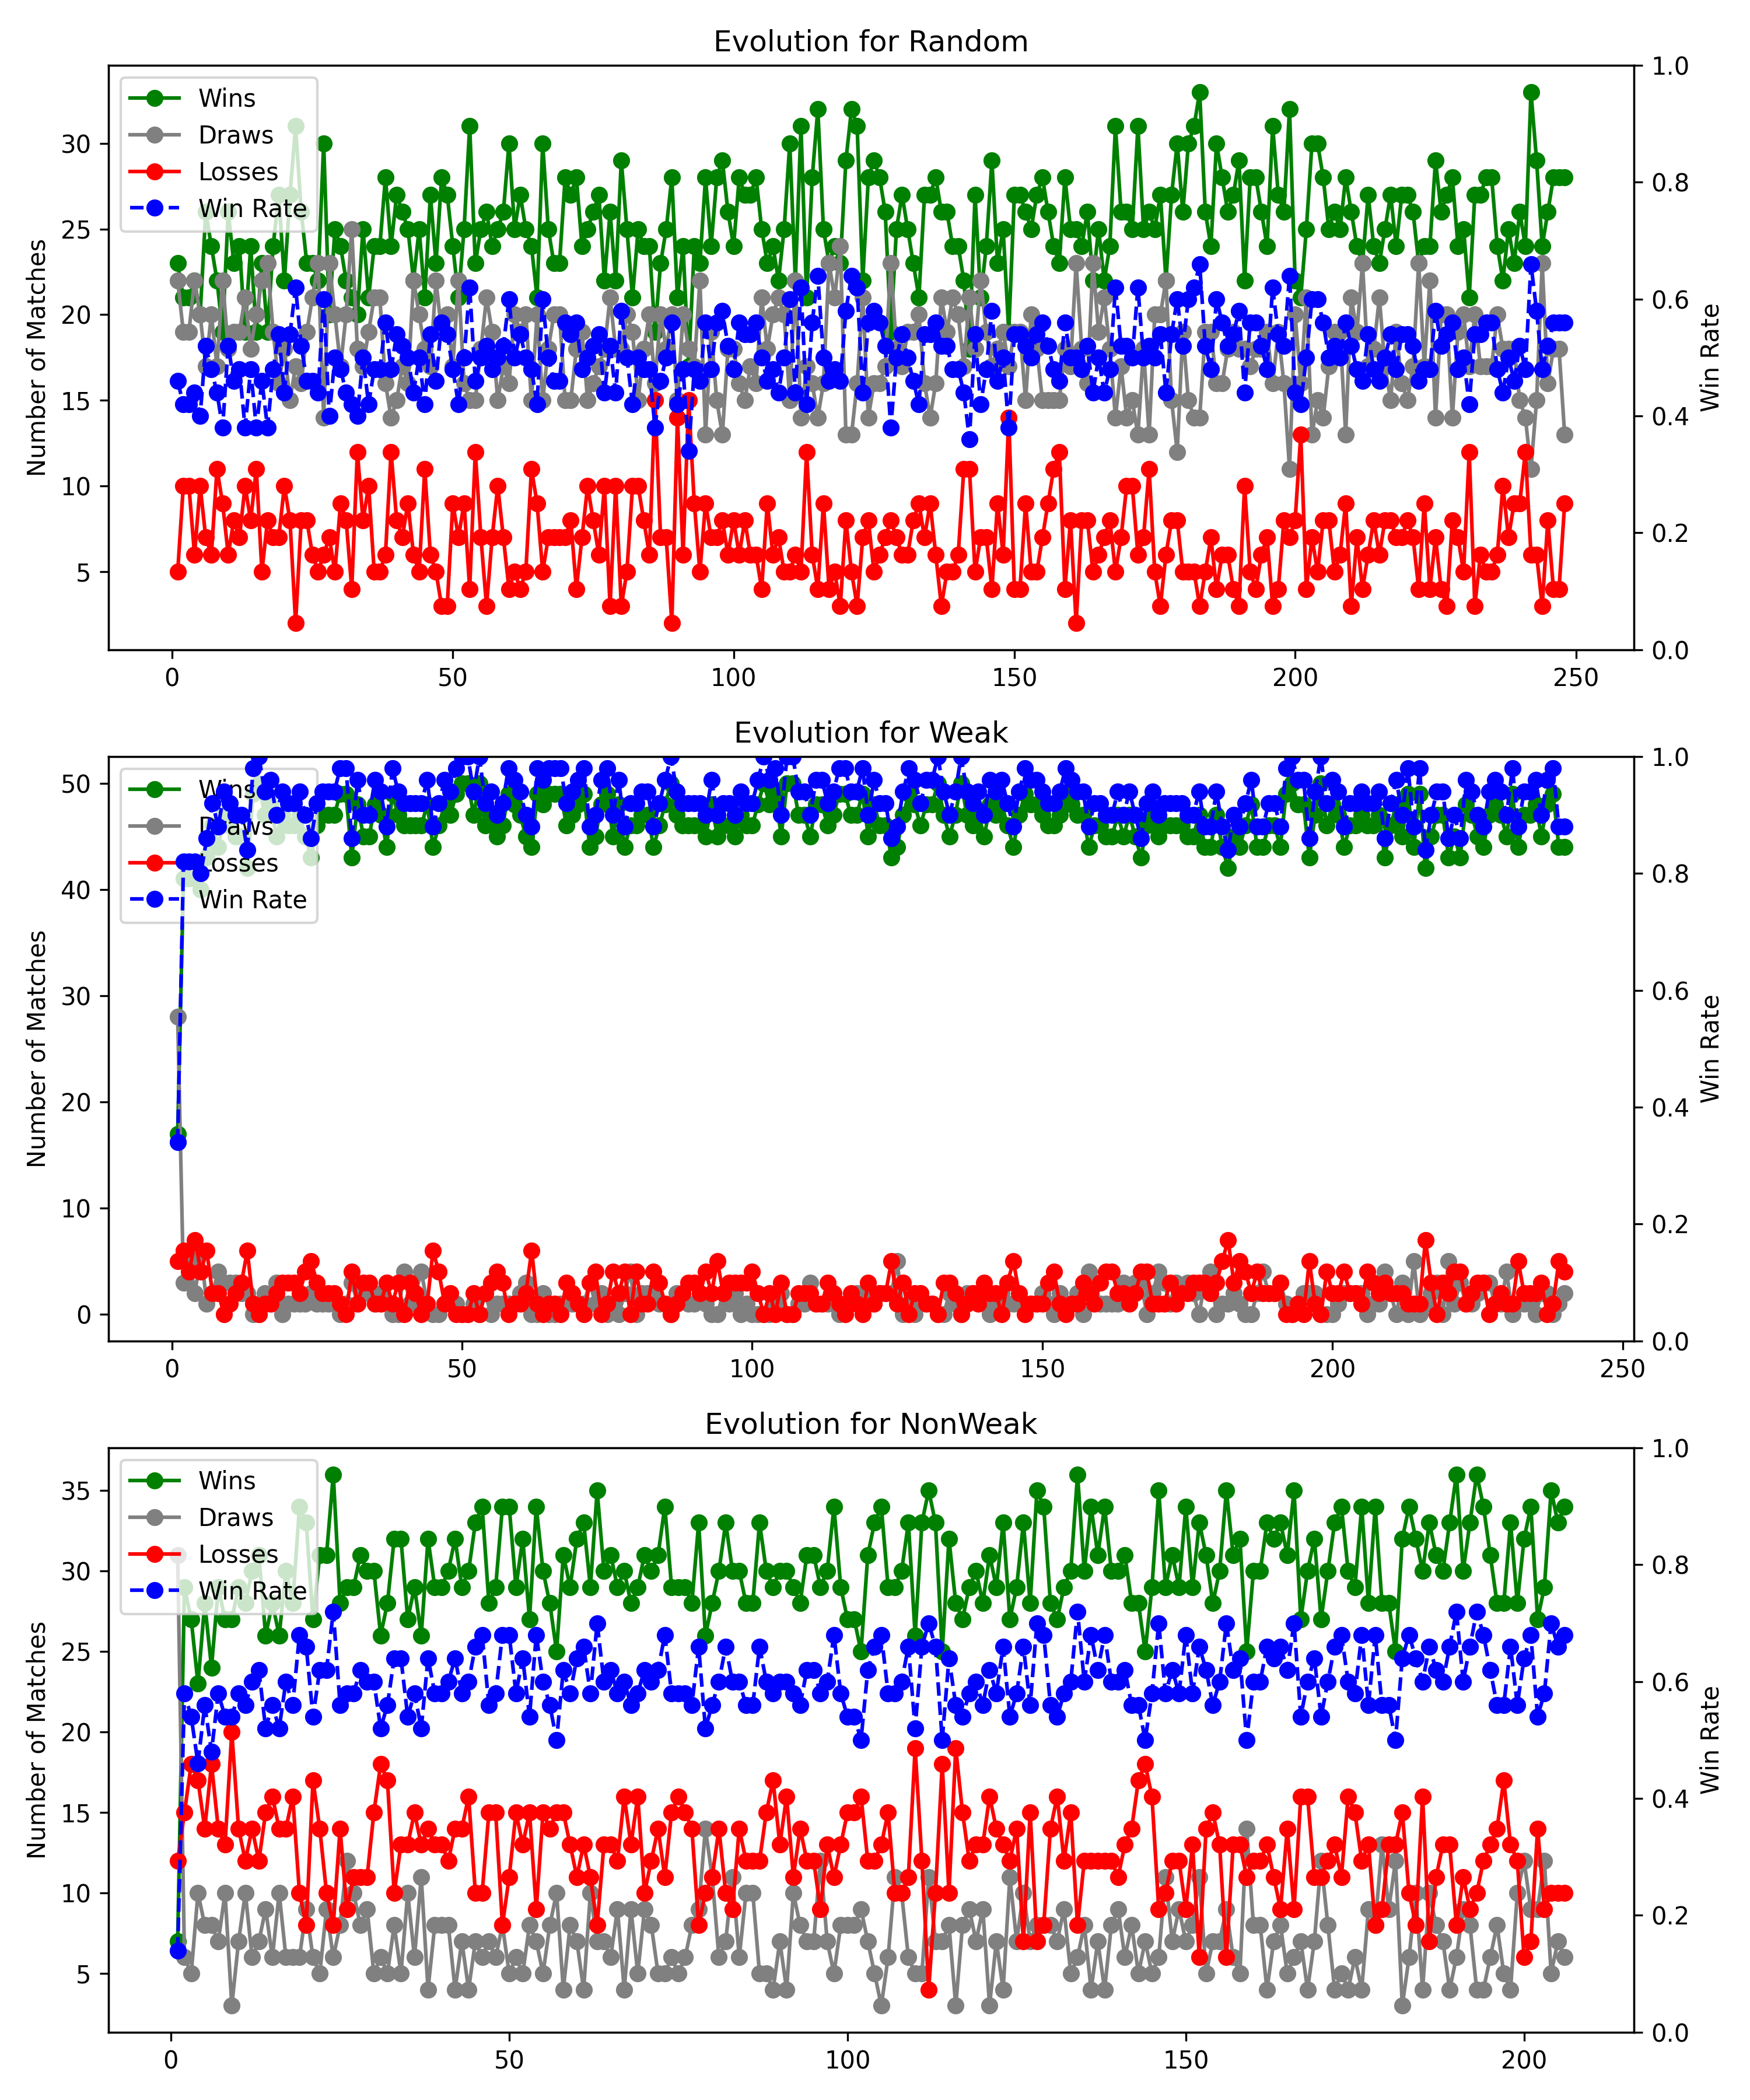 Evolution for Random
Number of Matches
Wins
Draws
Losses
Win Rate
30
25
20
15
10
5
1.0
0.8
0.6
0.4
0.2
0.0
Win Rate
0 50 100 150 200 250
Evolution for Weak
Number of Matches
Wins
Draws
Losses
Win Rate
50
40
30
20
10
0
1.0
0.8
0.6
0.4
0.2
0.0
Win Rate
0 50 100 150 200 250
Evolution for NonWeak
Number of Matches
Wins
Draws
Losses
Win Rate
35
30
25
20
15
10
5
1.0
0.8
0.6
0.4
0.2
0.0
Win Rate
0 50 100 150 200